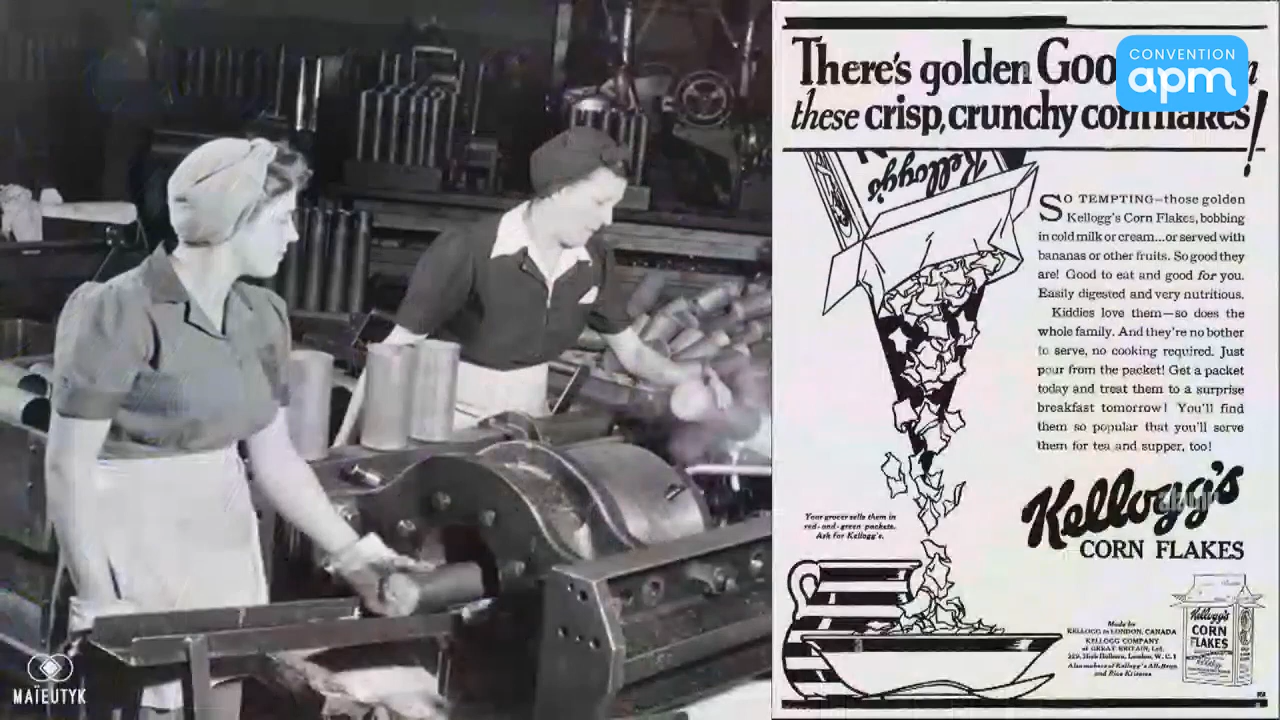 CONVENTION
apm
There's golden Goo
these crisp, crunchy cornflakes!
Kellogg's
SO TEMPTING—those golden
Kellogg's Corn Flakes, bobbing
in cold milk or cream...or served with
bananas or other fruits. So good they
are! Good to eat and good for you.
Easily digested and very nutritious.
Kiddies love them—so does the
whole family. And they're no bother
to serve, no cooking required. Just
pour from the packet! Get a packet
today and treat them to a surprise
breakfast tomorrow! You'll find
them so popular that you'll serve
them for tea and supper, too!
Your grocer sells them in
red-and-green packets.
Ask for Kellogg's.
Kellogg's
CORN FLAKES
Made by
KELLOGG in LONDON, CANADA
KELLOGG COMPANY
of GREAT BRITAIN, Ltd.
329, High Holborn, London, W.C.1
Also makers of Kellogg's All-Bran
and Rice Krispies
Kellogg's
CORN
FLAKES
MAÏEUTYK